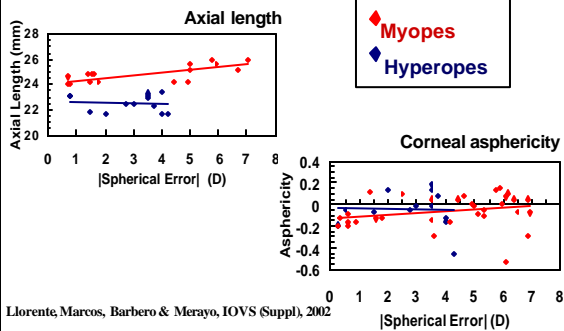 Axial length
Myopes
Hyperopes
Axial Length (mm)
28
26
24
22
20
0 1 2 3 4 5 6 7 8
|Spherical Error| (D)
Corneal asphericity
Asphericity
0.4
0.2
0
-0.2
-0.4
-0.6
0 1 2 3 4 5 6 7 8
|Spherical Error| (D)
Llorente, Marcos, Barbero & Merayo, IOVS (Suppl), 2002